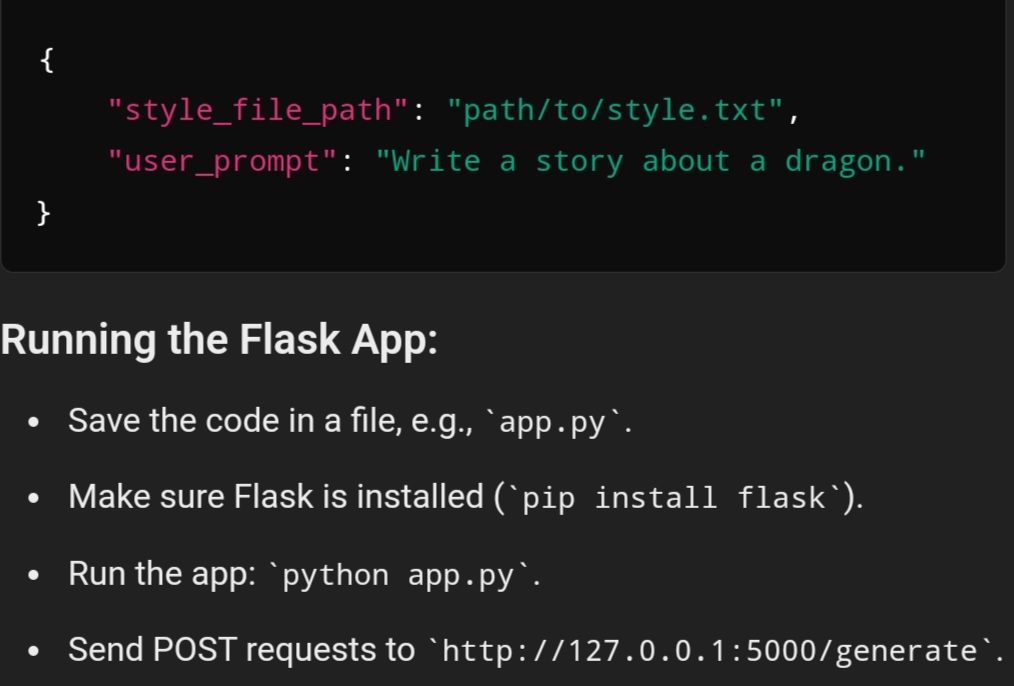 {
"style_file_path": "path/to/style.txt",
"user_prompt": "Write a story about a dragon."
}
Running the Flask App:
• Save the code in a file, e.g., `app.py`.
• Make sure Flask is installed (`pip install flask`).
• Run the app: `python app.py`.
• Send POST requests to `http://127.0.0.1:5000/generate`.